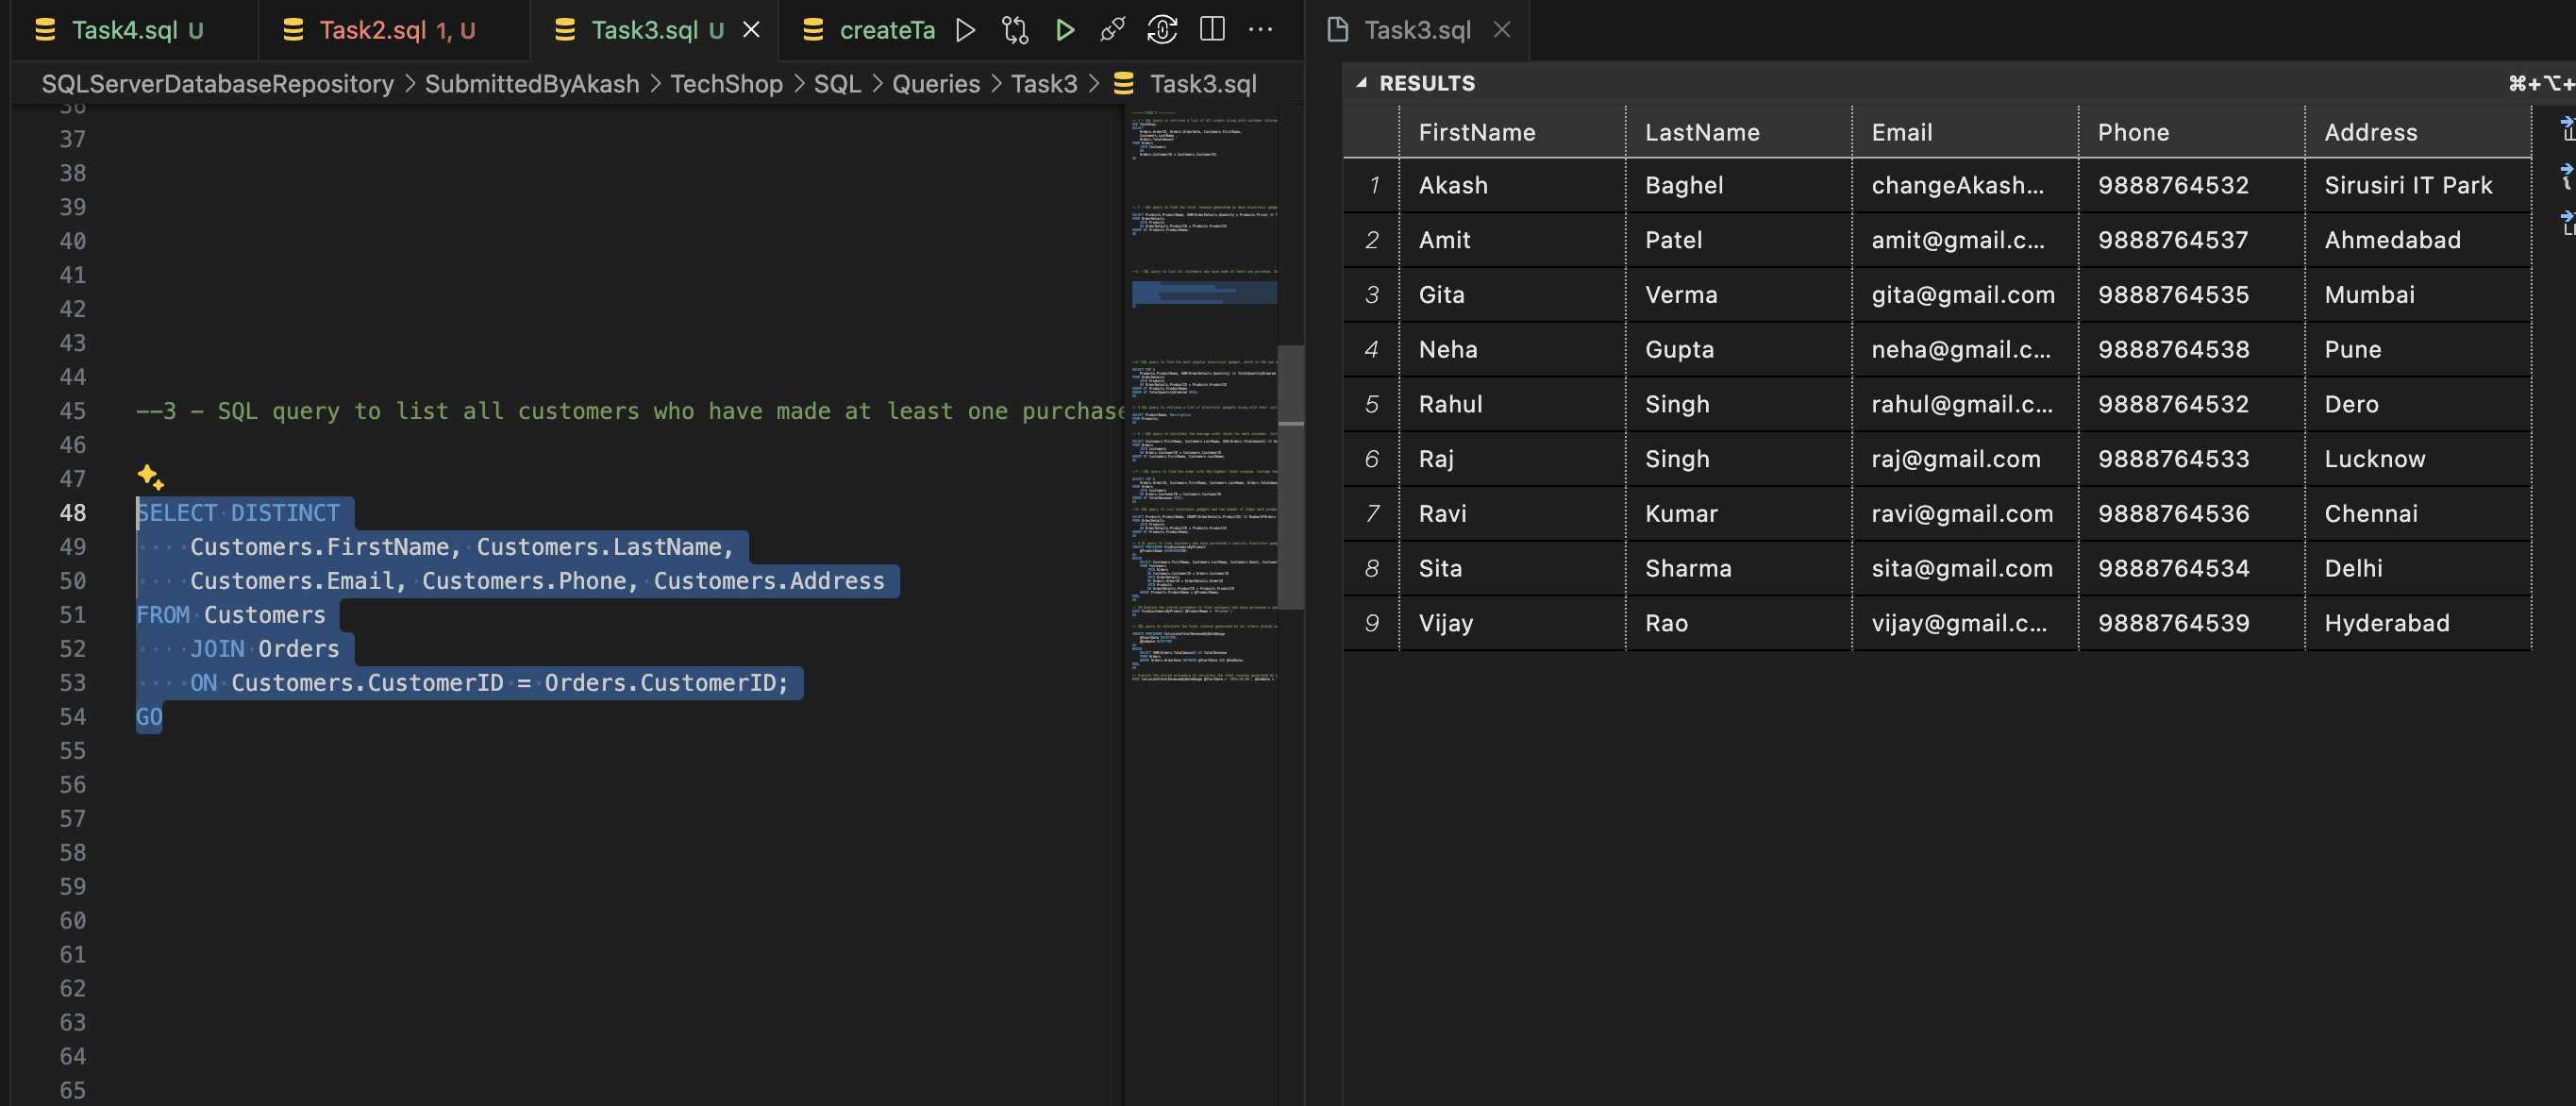 Task4.sql U
Task2.sql 1, U
Task3.sql U
createTa
Task3.sql
SQLServerDatabaseRepository > SubmittedByAkash > TechShop > SQL > Queries > Task3 > Task3.sql
RESULTS
36
37
38
39
40
41
42
43
44
45 --3 - SQL query to list all customers who have made at least one purchase
46
47
48 SELECT DISTINCT
49 Customers.FirstName, Customers.LastName,
50 Customers.Email, Customers.Phone, Customers.Address
51 FROM Customers
52 JOIN Orders
53 ON Customers.CustomerID = Orders.CustomerID;
54 GO
55
56
57
58
59
60
61
62
63
64
65
FirstName LastName Email Phone Address
1 Akash Baghel changeAkash... 9888764532 Sirusiri IT Park
2 Amit Patel amit@gmail.c... 9888764537 Ahmedabad
3 Gita Verma gita@gmail.com 9888764535 Mumbai
4 Neha Gupta neha@gmail.c... 9888764538 Pune
5 Rahul Singh rahul@gmail.c... 9888764532 Dero
6 Raj Singh raj@gmail.com 9888764533 Lucknow
7 Ravi Kumar ravi@gmail.com 9888764536 Chennai
8 Sita Sharma sita@gmail.com 9888764534 Delhi
9 Vijay Rao vijay@gmail.c... 9888764539 Hyderabad